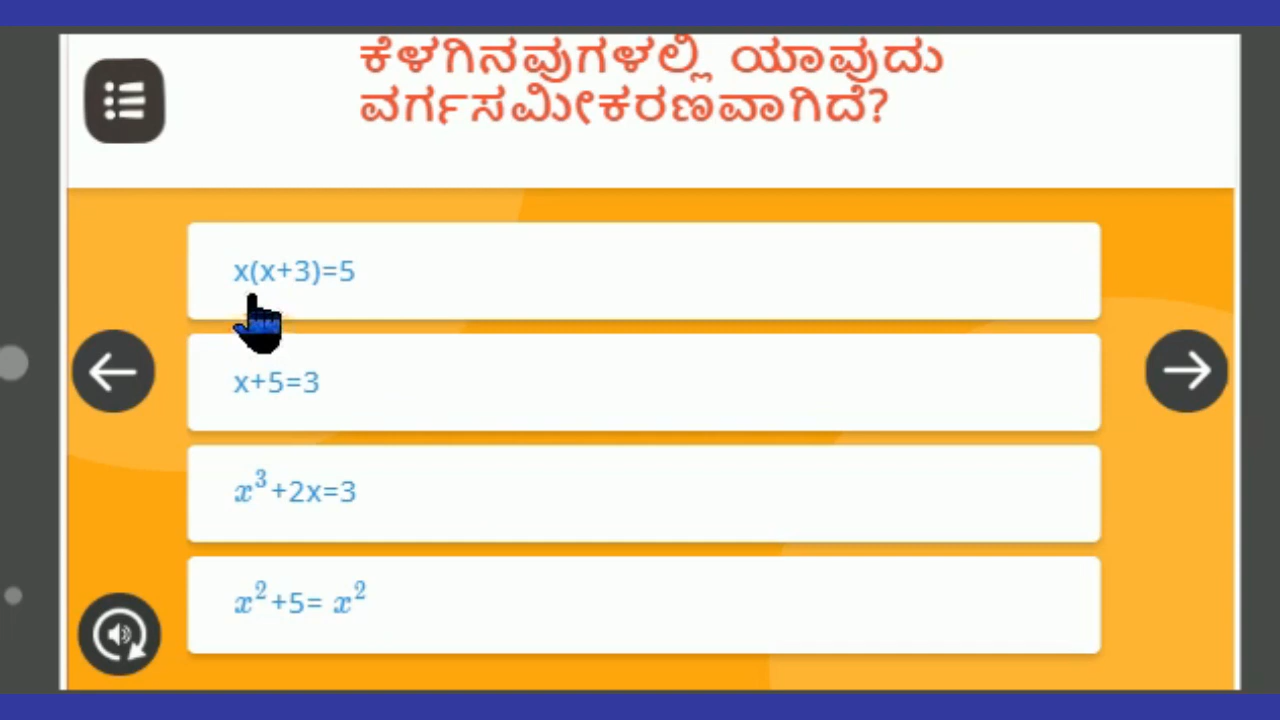 ಕೆಳಗಿನವುಗಳಲ್ಲಿ ಯಾವುದು
ವರ್ಗಸಮೀಕರಣವಾಗಿದೆ?
x(x+3)=5
x+5=3
x³+2x=3
x²+5= x²